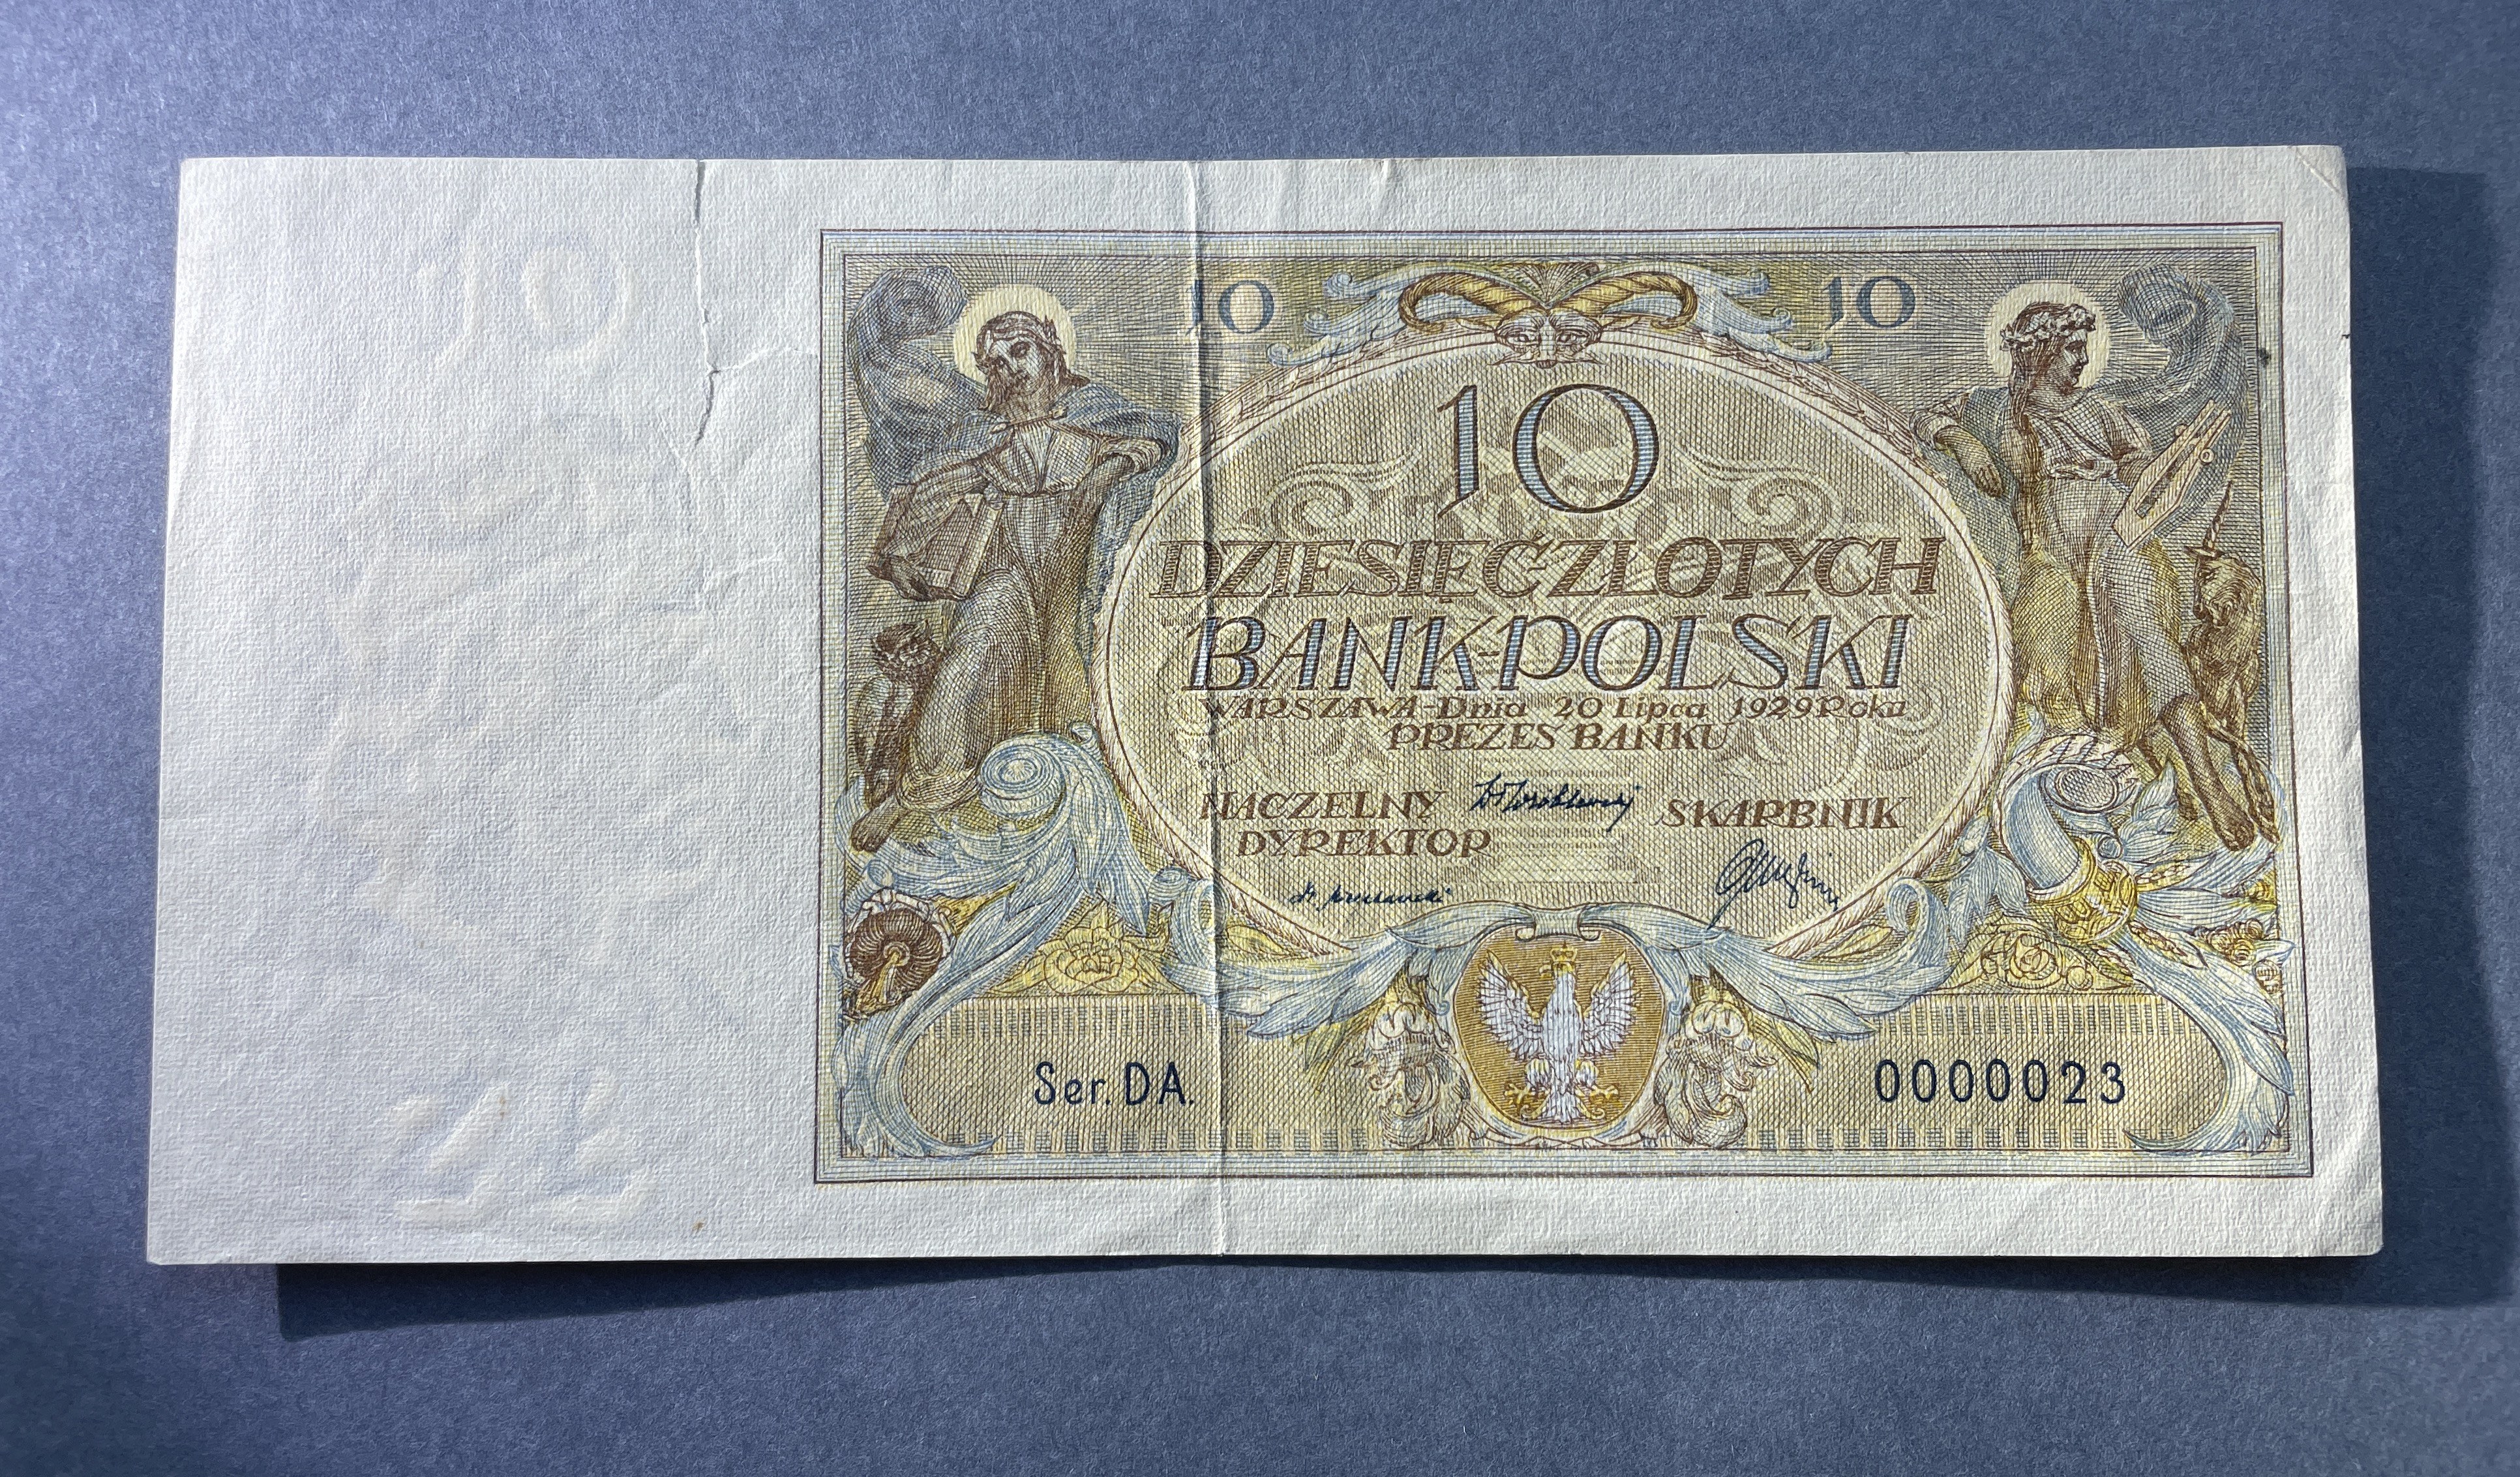 10
10 10
10
DZIESIĘĆ-ZŁOTYCH
BANK-POLSKI
WARSZAWA-Dnia 20 Lipca 1929 Roku
PREZES BANKU
NACZELNY
DYREKTOR
SKARBNIK
Ser. DA.
0000023